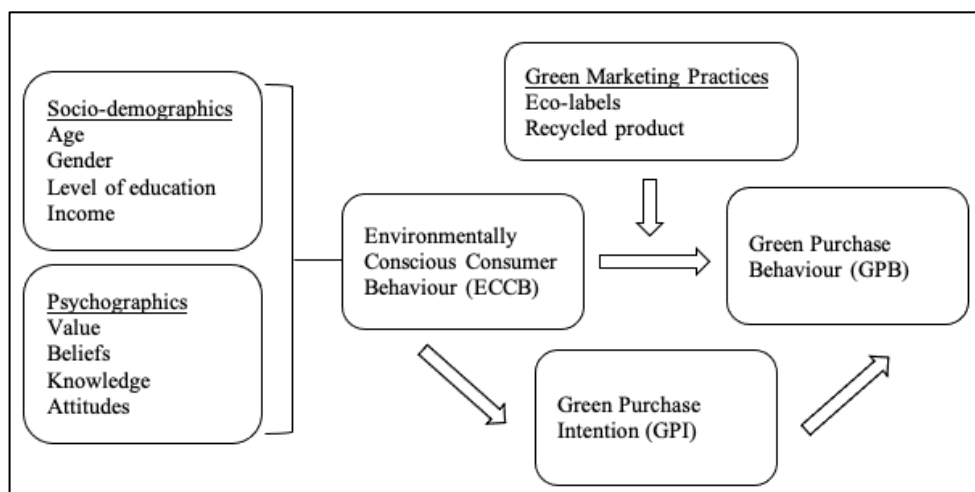 Socio-demographics
Age
Gender
Level of education
Income
Psychographics
Value
Beliefs
Knowledge
Attitudes
Environmentally
Conscious Consumer
Behaviour (ECCB)
Green Marketing Practices
Eco-labels
Recycled product
Green Purchase
Intention (GPI)
Green Purchase
Behaviour (GPB)